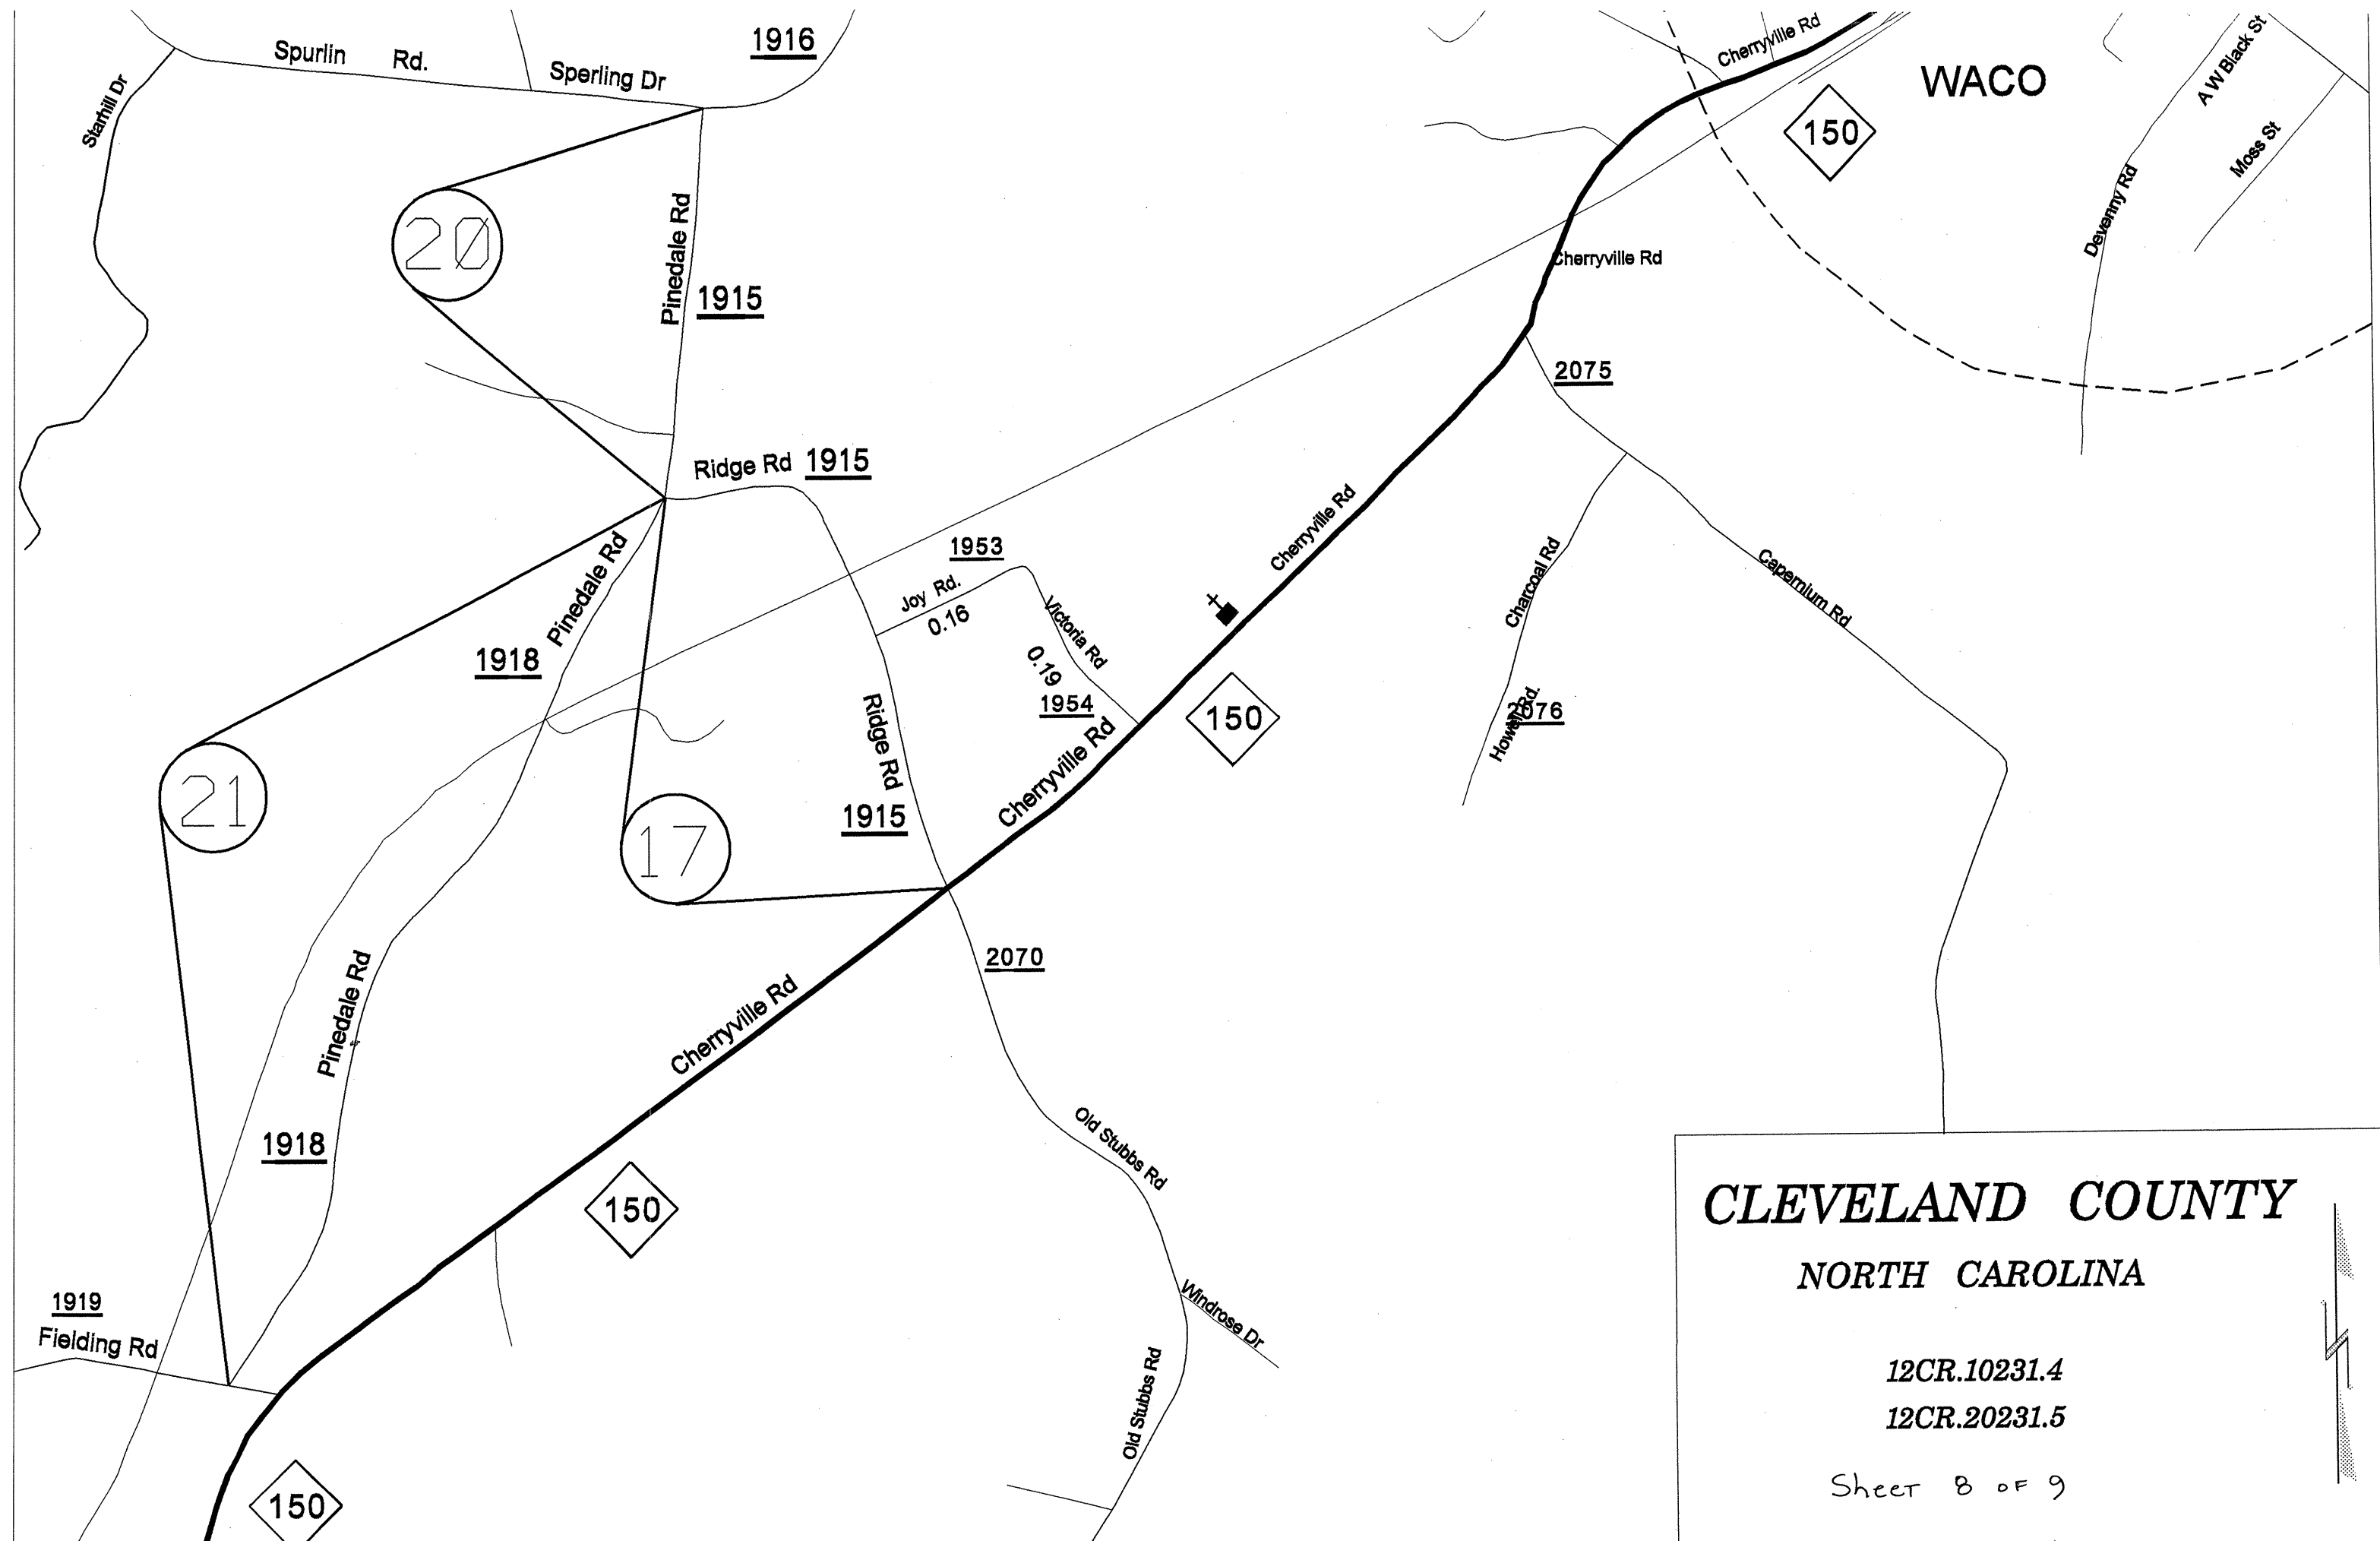 Spurlin Rd.
Sperling Dr
1916
Starhill Dr
20
Pinedale Rd
1915
Ridge Rd 1915
Cherryville Rd
WACO
150
A W Black St
Moss St
Devenny Rd
Cherryville Rd
2075
Pinedale Rd
1918
1953
Joy Rd.
0.16
Victoria Rd
0.19
1954
Cherryville Rd
150
Charcoal Rd
Capernium Rd
Howell Rd.
2076
Ridge Rd
1915
Cherryville Rd
21
17
2070
Pinedale Rd
1918
Cherryville Rd
150
Old Stubbs Rd
Windrose Dr
Old Stubbs Rd
1919
Fielding Rd
150
CLEVELAND COUNTY
NORTH CAROLINA
12CR.10231.4
12CR.20231.5
Sheet 8 OF 9